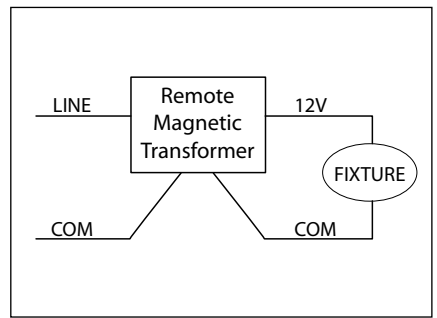 LINE
Remote
Magnetic
Transformer
12V
FIXTURE
COM
COM